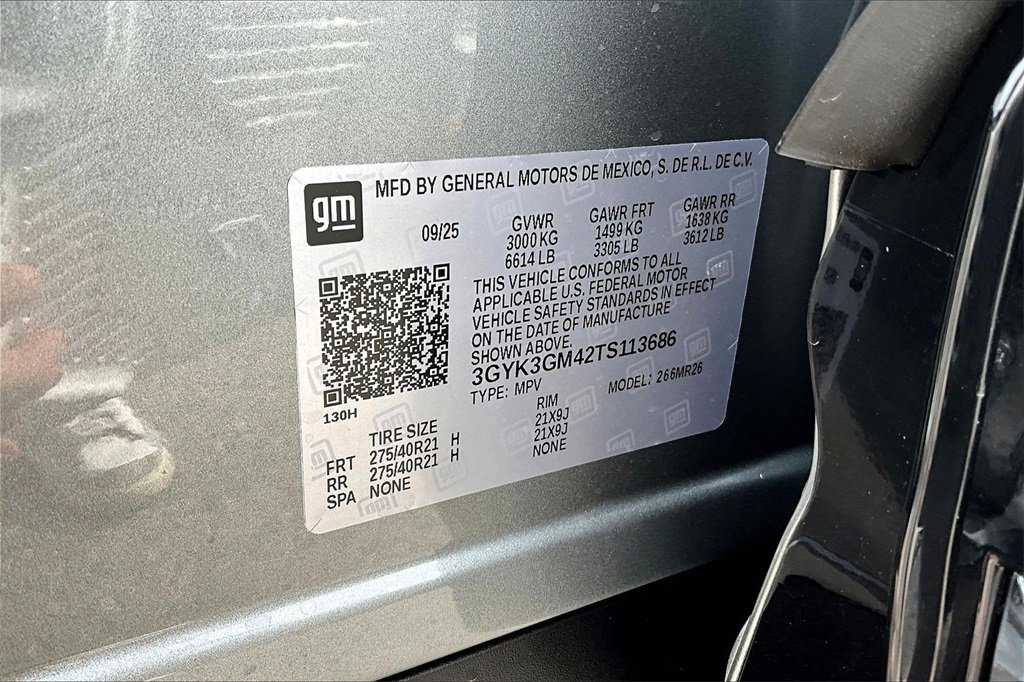 gm
MFD BY GENERAL MOTORS DE MEXICO, S. DE R.L. DE C.V.
09/25 GVWR GAWR FRT GAWR RR
3000 KG 1499 KG 1638 KG
6614 LB 3305 LB 3612 LB
THIS VEHICLE CONFORMS TO ALL
APPLICABLE U.S. FEDERAL MOTOR
VEHICLE SAFETY STANDARDS IN EFFECT
ON THE DATE OF MANUFACTURE
SHOWN ABOVE.
3GYK3GM42TS113686
TYPE: MPV MODEL: 266MR26
130H
TIRE SIZE RIM
FRT 275/40R21 H 21X9J
RR 275/40R21 H 21X9J
SPA NONE NONE